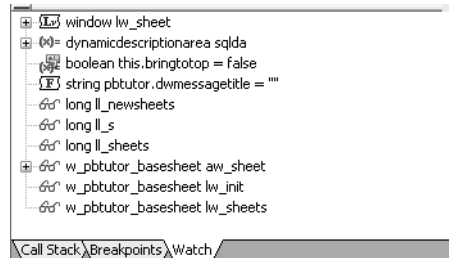 window lw_sheet
dynamicdescriptionarea sqlda
boolean this.bringtotop = false
string pbtutor.dwmessagetitle = ""
long ll_newsheets
long ll_s
long ll_sheets
w_pbtutor_basesheet aw_sheet
w_pbtutor_basesheet lw_init
w_pbtutor_basesheet lw_sheets
Call Stack Breakpoints Watch